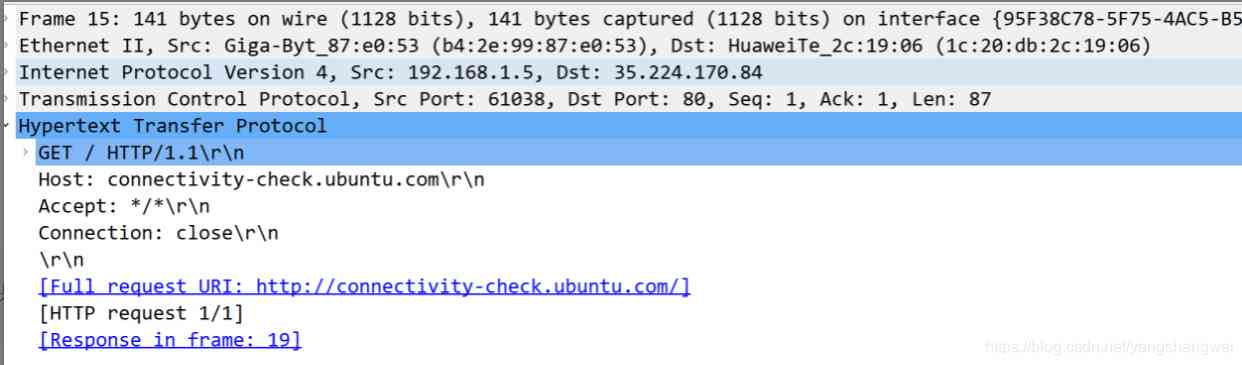 Frame 15: 141 bytes on wire (1128 bits), 141 bytes captured (1128 bits) on interface {95F38C78-5F75-4AC5-B5
Ethernet II, Src: Giga-Byt_87:e0:53 (b4:2e:99:87:e0:53), Dst: HuaweiTe_2c:19:06 (1c:20:db:2c:19:06)
Internet Protocol Version 4, Src: 192.168.1.5, Dst: 35.224.170.84
Transmission Control Protocol, Src Port: 61038, Dst Port: 80, Seq: 1, Ack: 1, Len: 87
Hypertext Transfer Protocol
GET / HTTP/1.1\r\n
Host: connectivity-check.ubuntu.com\r\n
Accept: */*\r\n
Connection: close\r\n
\r\n
[Full request URI: http://connectivity-check.ubuntu.com/]
[HTTP request 1/1]
[Response in frame: 19]
https://blog.csdn.net/yangshangwei